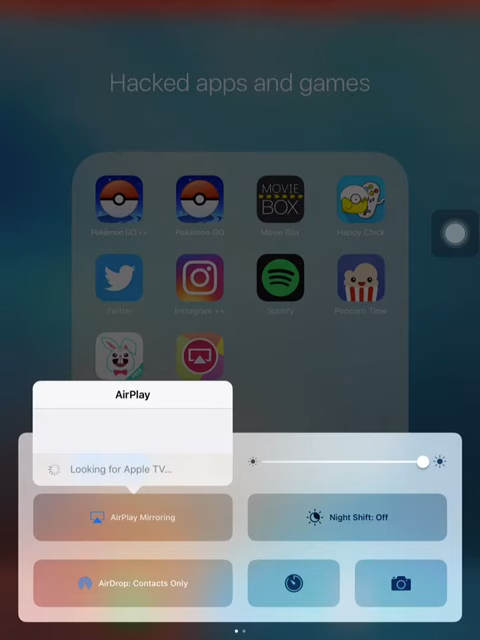 Hacked apps and games
MOVIE
BOX
Pokémon GO++
Pokémon GO
Movie Box
Happy Chick
Twitter
Instagram ++
Spotify
Popcorn Time
AirPlay
Looking for Apple TV...
AirPlay Mirroring
Night Shift: Off
AirDrop: Contacts Only